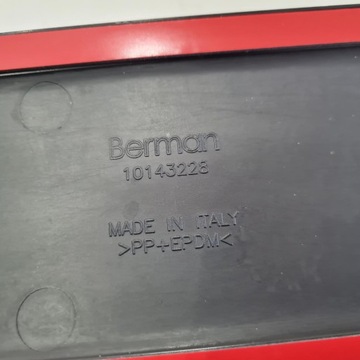 Berman
10143228
MADE IN ITALY
>PP+EPDM<